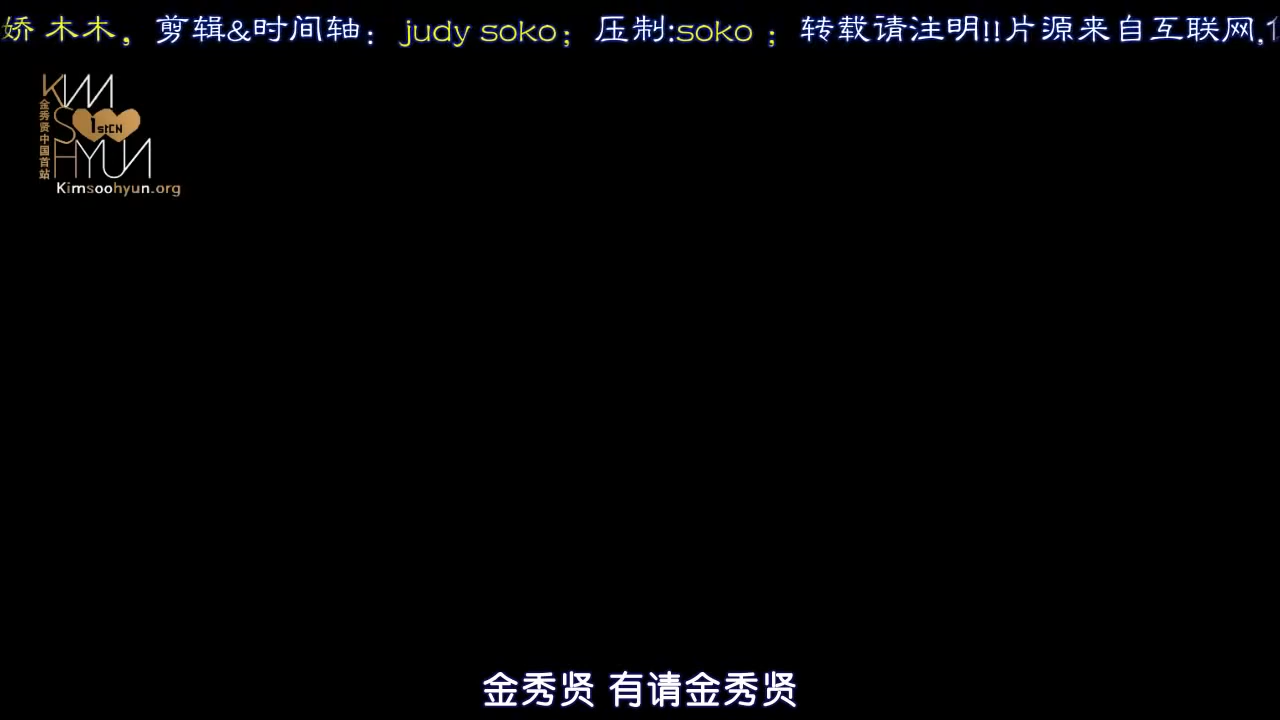 娇 木木，剪辑&时间轴：judy soko；压制:soko ；转载请注明!!片源来自互联网,
KIM
SOO
1stCN
HYUN
金秀贤中国首站
Kimsoohyun.org
金秀贤 有请金秀贤